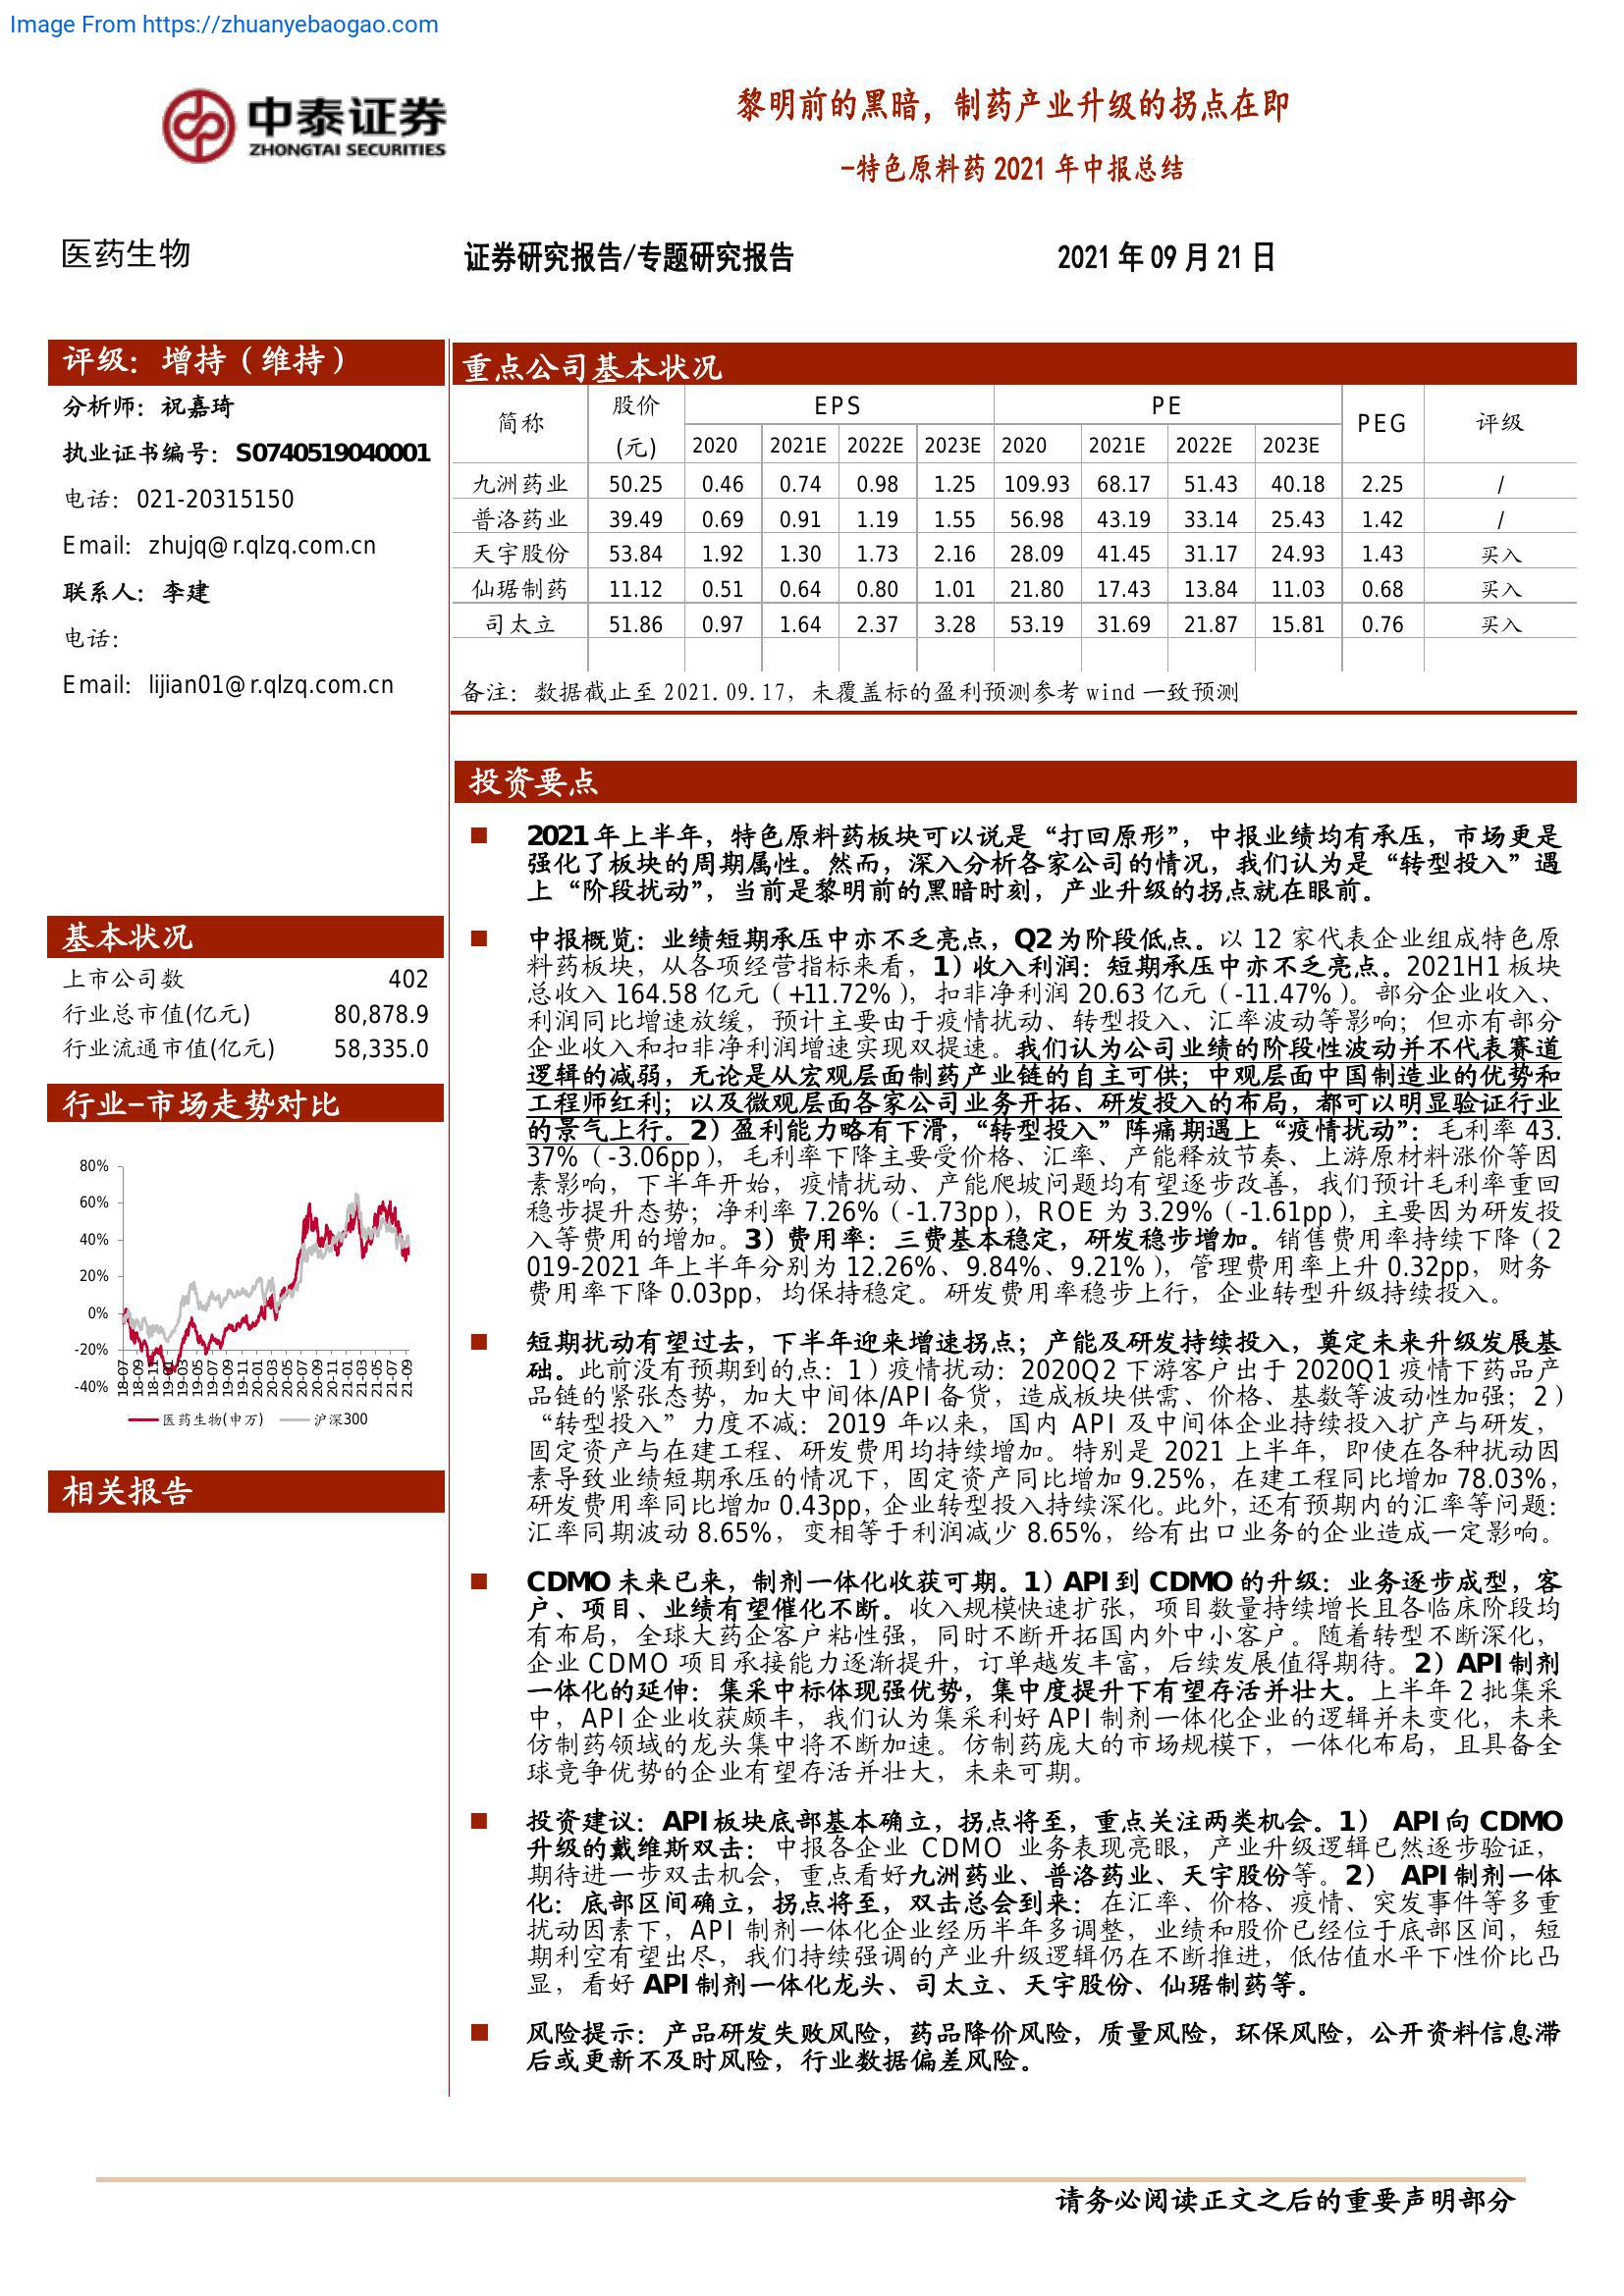 Image From https://zhuanyebaogao.com
中泰证券
ZHONGTAI SECURITIES
黎明前的黑暗，制药产业升级的拐点在即
-特色原料药 2021 年中报总结
医药生物
证券研究报告/专题研究报告
2021 年 09 月 21 日
评级：增持（维持）
分析师：祝嘉琦
执业证书编号：S0740519040001
电话：021-20315150
Email：zhujq@r.qlzq.com.cn
联系人：李建
电话：
Email：lijian01@r.qlzq.com.cn
基本状况
上市公司数 402
行业总市值(亿元) 80,878.9
行业流通市值(亿元) 58,335.0
行业-市场走势对比
80%
60%
40%
20%
0%
-20%
-40%
18-07 18-09 18-11 19-01 19-03 19-05 19-07 19-09 19-11 20-01 20-03 20-05 20-07 20-09 20-11 21-01 21-03 21-05 21-07 21-09
医药生物(申万) 沪深300
相关报告
重点公司基本状况
简称 股价(元) EPS PE PEG 评级
2020 2021E 2022E 2023E 2020 2021E 2022E 2023E
九洲药业 50.25 0.46 0.74 0.98 1.25 109.93 68.17 51.43 40.18 2.25 /
普洛药业 39.49 0.69 0.91 1.19 1.55 56.98 43.19 33.14 25.43 1.42 /
天宇股份 53.84 1.92 1.30 1.73 2.16 28.09 41.45 31.17 24.93 1.43 买入
仙琚制药 11.12 0.51 0.64 0.80 1.01 21.80 17.43 13.84 11.03 0.68 买入
司太立 51.86 0.97 1.64 2.37 3.28 53.19 31.69 21.87 15.81 0.76 买入
备注：数据截止至 2021.09.17，未覆盖标的盈利预测参考 wind 一致预测
投资要点
■ 2021 年上半年，特色原料药板块可以说是“打回原形”，中报业绩均有承压，市场更是
强化了板块的周期属性。然而，深入分析各家公司的情况，我们认为是“转型投入”遇
上“阶段扰动”，当前是黎明前的黑暗时刻，产业升级的拐点就在眼前。
■ 中报概览：业绩短期承压中亦不乏亮点，Q2 为阶段低点。以 12 家代表企业组成特色原
料药板块，从各项经营指标来看，1）收入利润：短期承压中亦不乏亮点。2021H1 板块
总收入 164.58 亿元（+11.72%），扣非净利润 20.63 亿元（-11.47%）。部分企业收入、
利润同比增速放缓，预计主要由于疫情扰动、转型投入、汇率波动等影响；但亦有部分
企业收入和扣非净利润增速实现双提速。我们认为公司业绩的阶段性波动并不代表赛道
逻辑的减弱，无论是从宏观层面制药产业链的自主可供；中观层面中国制造业的优势和
工程师红利；以及微观层面各家公司业务开拓、研发投入的布局，都可以明显验证行业
的景气上行。2）盈利能力略有下滑，“转型投入”阵痛期遇上“疫情扰动”：毛利率 43.
37%（-3.06pp），毛利率下降主要受价格、汇率、产能释放节奏、上游原材料涨价等因
素影响，下半年开始，疫情扰动、产能爬坡问题均有望逐步改善，我们预计毛利率重回
稳步提升态势；净利率 7.26%（-1.73pp），ROE 为 3.29%（-1.61pp），主要因为研发投
入等费用的增加。3）费用率：三费基本稳定，研发稳步增加。销售费用率持续下降（2
019-2021 年上半年分别为 12.26%、9.84%、9.21%），管理费用率上升 0.32pp，财务
费用率下降 0.03pp，均保持稳定。研发费用率稳步上行，企业转型升级持续投入。
■ 短期扰动有望过去，下半年迎来增速拐点；产能及研发持续投入，奠定未来升级发展基
础。此前没有预期到的点：1）疫情扰动：2020Q2 下游客户出于 2020Q1 疫情下药品产
品链的紧张态势，加大中间体/API 备货，造成板块供需、价格、基数等波动性加强；2）
“转型投入”力度不减：2019 年以来，国内 API 及中间体企业持续投入扩产与研发，
固定资产与在建工程、研发费用均持续增加。特别是 2021 上半年，即使在各种扰动因
素导致业绩短期承压的情况下，固定资产同比增加 9.25%，在建工程同比增加 78.03%，
研发费用率同比增加 0.43pp，企业转型投入持续深化。此外，还有预期内的汇率等问题：
汇率同期波动 8.65%，变相等于利润减少 8.65%，给有出口业务的企业造成一定影响。
■ CDMO 未来已来，制剂一体化收获可期。1）API 到 CDMO 的升级：业务逐步成型，客
户、项目、业绩有望催化不断。收入规模快速扩张，项目数量持续增长且各临床阶段均
有布局，全球大药企客户粘性强，同时不断开拓国内外中小客户。随着转型不断深化，
企业 CDMO 项目承接能力逐渐提升，订单越发丰富，后续发展值得期待。2）API 制剂
一体化的延伸：集采中标体现强优势，集中度提升下有望存活并壮大。上半年 2 批集采
中，API 企业收获颇丰，我们认为集采利好 API 制剂一体化企业的逻辑并未变化，未来
仿制药领域的龙头集中将不断加速。仿制药庞大的市场规模下，一体化布局，且具备全
球竞争优势的企业有望存活并壮大，未来可期。
■ 投资建议：API 板块底部基本确立，拐点将至，重点关注两类机会。1） API 向 CDMO
升级的戴维斯双击：中报各企业 CDMO 业务表现亮眼，产业升级逻辑已然逐步验证，
期待进一步双击机会，重点看好九洲药业、普洛药业、天宇股份等。2） API 制剂一体
化：底部区间确立，拐点将至，双击总会到来：在汇率、价格、疫情、突发事件等多重
扰动因素下，API 制剂一体化企业经历半年多调整，业绩和股价已经位于底部区间，短
期利空有望出尽，我们持续强调的产业升级逻辑仍在不断推进，低估值水平下性价比凸
显，看好 API 制剂一体化龙头、司太立、天宇股份、仙琚制药等。
■ 风险提示：产品研发失败风险，药品降价风险，质量风险，环保风险，公开资料信息滞
后或更新不及时风险，行业数据偏差风险。
请务必阅读正文之后的重要声明部分